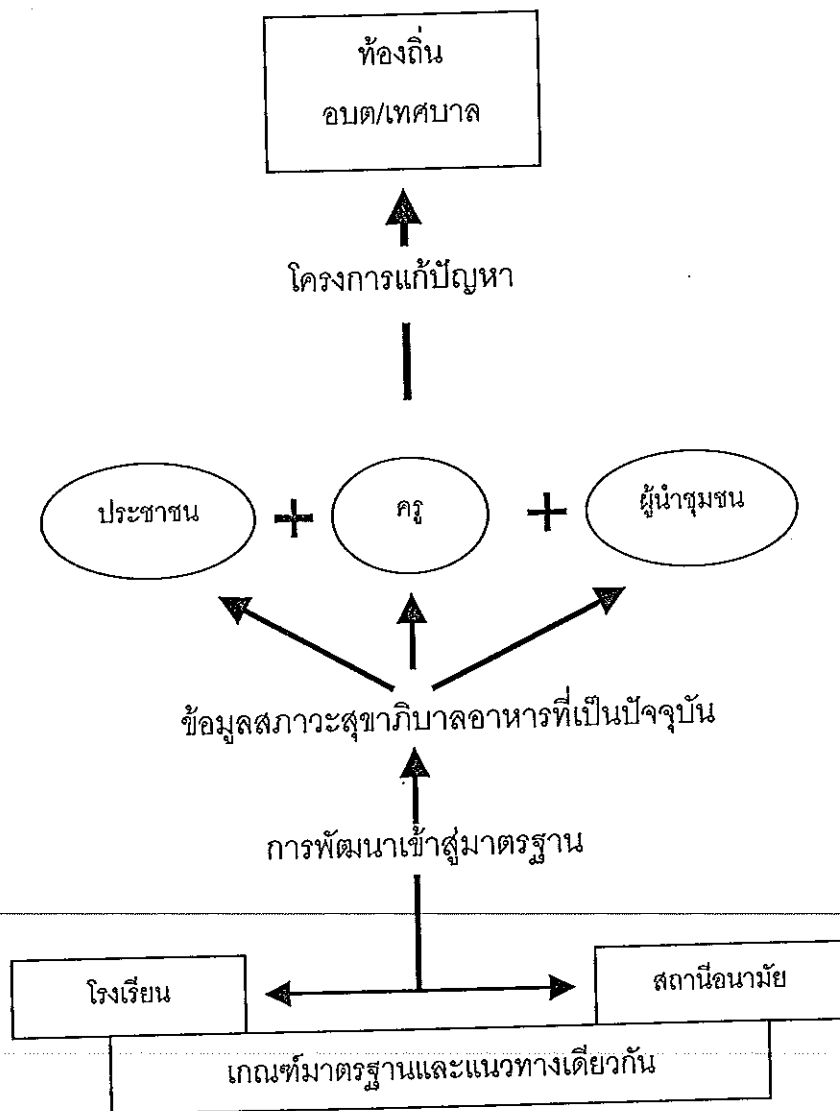 ท้องถิ่น
อบต/เทศบาล
โครงการแก้ปัญหา
ประชาชน + ครู + ผู้นำชุมชน
ข้อมูลสภาวะสุขาภิบาลอาหารที่เป็นปัจจุบัน
การพัฒนาเข้าสู่มาตรฐาน
โรงเรียน สถานีอนามัย
เกณฑ์มาตรฐานและแนวทางเดียวกัน